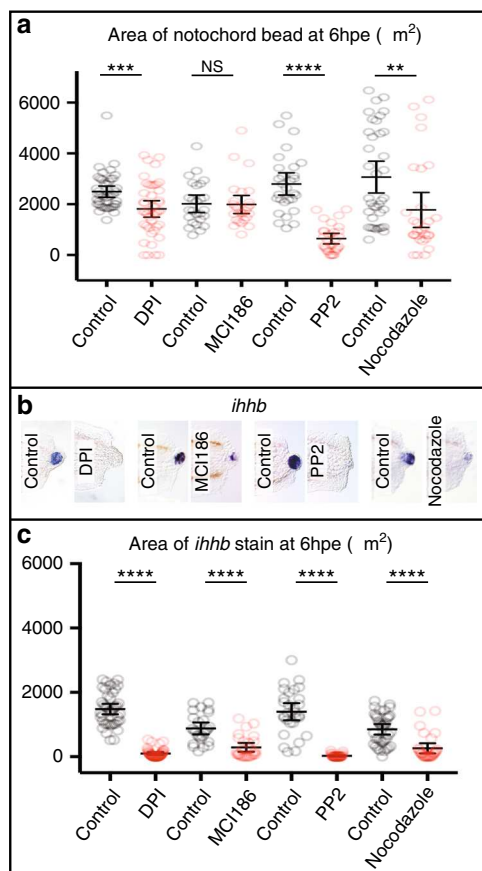 a
Area of notochord bead at 6hpe ( m²)
*** NS **** **
6000
4000
2000
0
Control DPI Control MCI186 Control PP2 Control Nocodazole
b
ihhb
Control DPI Control MCI186 Control PP2 Control Nocodazole
c
Area of ihhb stain at 6hpe ( m²)
6000
**** **** **** ****
4000
2000
0
Control DPI Control MCI186 Control PP2 Control Nocodazole